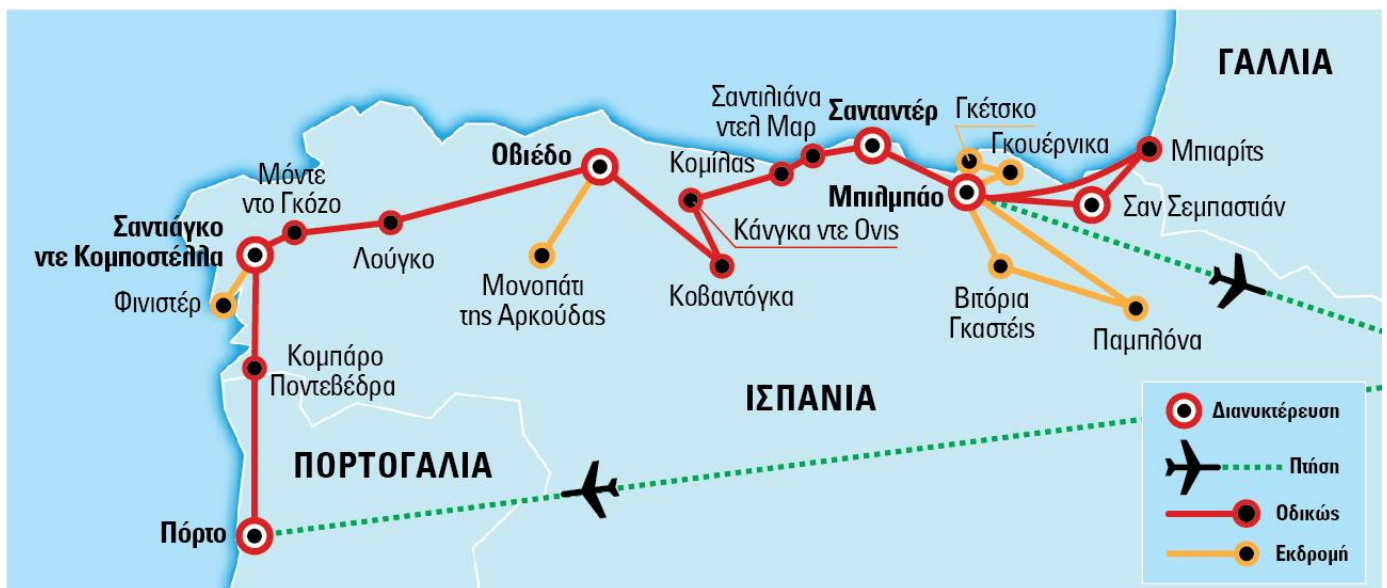 ΓΑΛΛΙΑ
Σαντιλιάνα
ντελ Μαρ
Σανταντέρ
Γκέτσκο
Γκουέρνικα
Μπιαρίτς
Οβιέδο
Κομίλας
Μπιλμπάο
Σαν Σεμπαστιάν
Μόντε
ντο Γκόζο
Κάνγκα ντε Ονις
Σαντιάγκο
ντε Κομποστέλλα
Λούγκο
Φινιστέρ
Μονοπάτι
της Αρκούδας
Κοβαντόγκα
Βιτόρια
Γκαστέις
Παμπλόνα
Κομπάρο
Ποντεβέδρα
ΙΣΠΑΝΙΑ
ΠΟΡΤΟΓΑΛΙΑ
Πόρτο
Διανυκτέρευση
Πτήση
Οδικώς
Εκδρομή